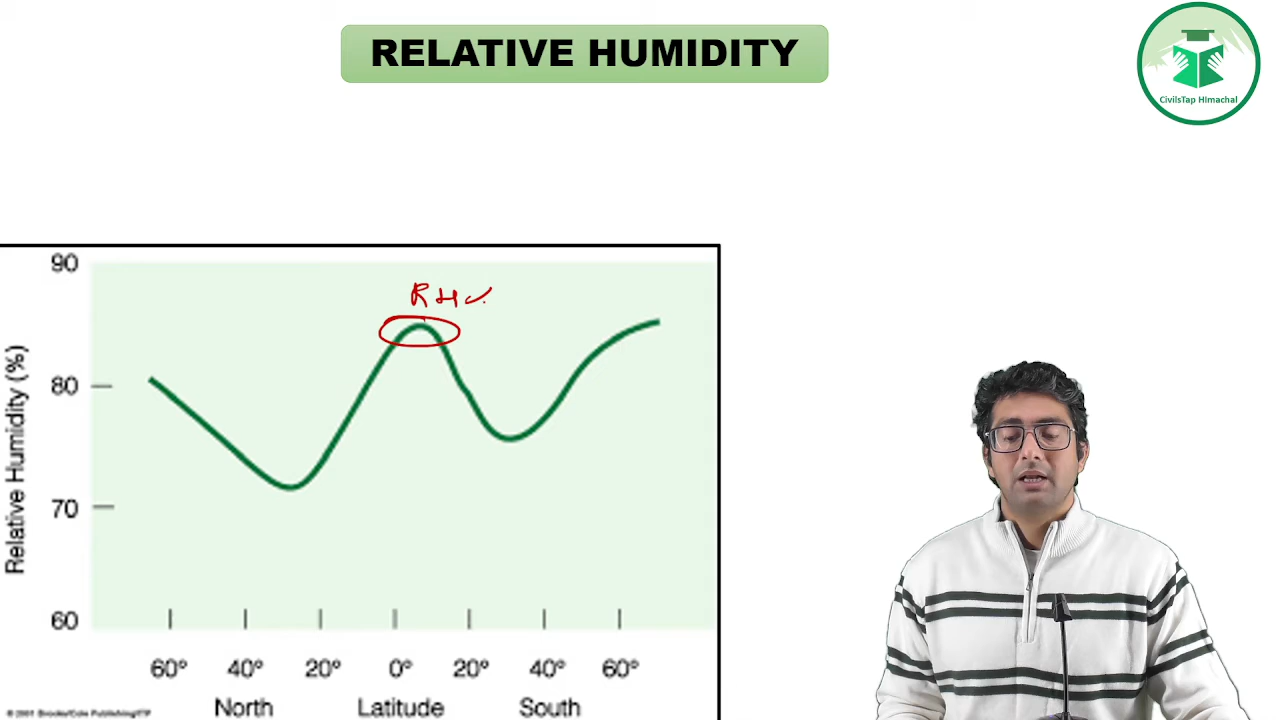 RELATIVE HUMIDITY
CivilsTap Himachal
90
RH
80
70
60
Relative Humidity (%)
60° 40° 20° 0° 20° 40° 60°
North Latitude South